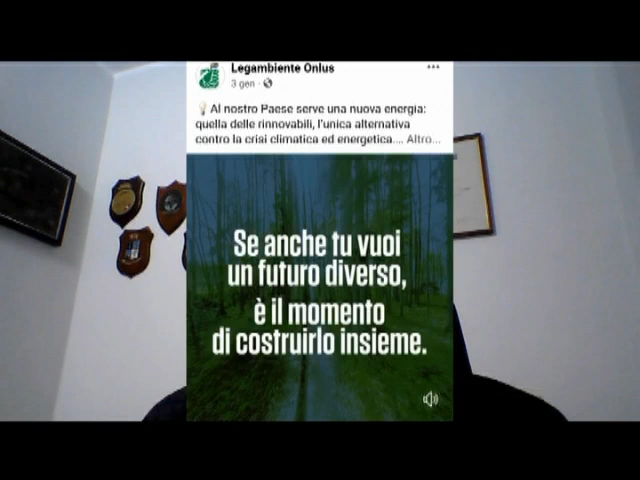 Legambiente Onlus
3 gen ·
Al nostro Paese serve una nuova energia:
quella delle rinnovabili, l'unica alternativa
contro la crisi climatica ed energetica.... Altro...
Se anche tu vuoi
un futuro diverso,
è il momento
di costruirlo insieme.